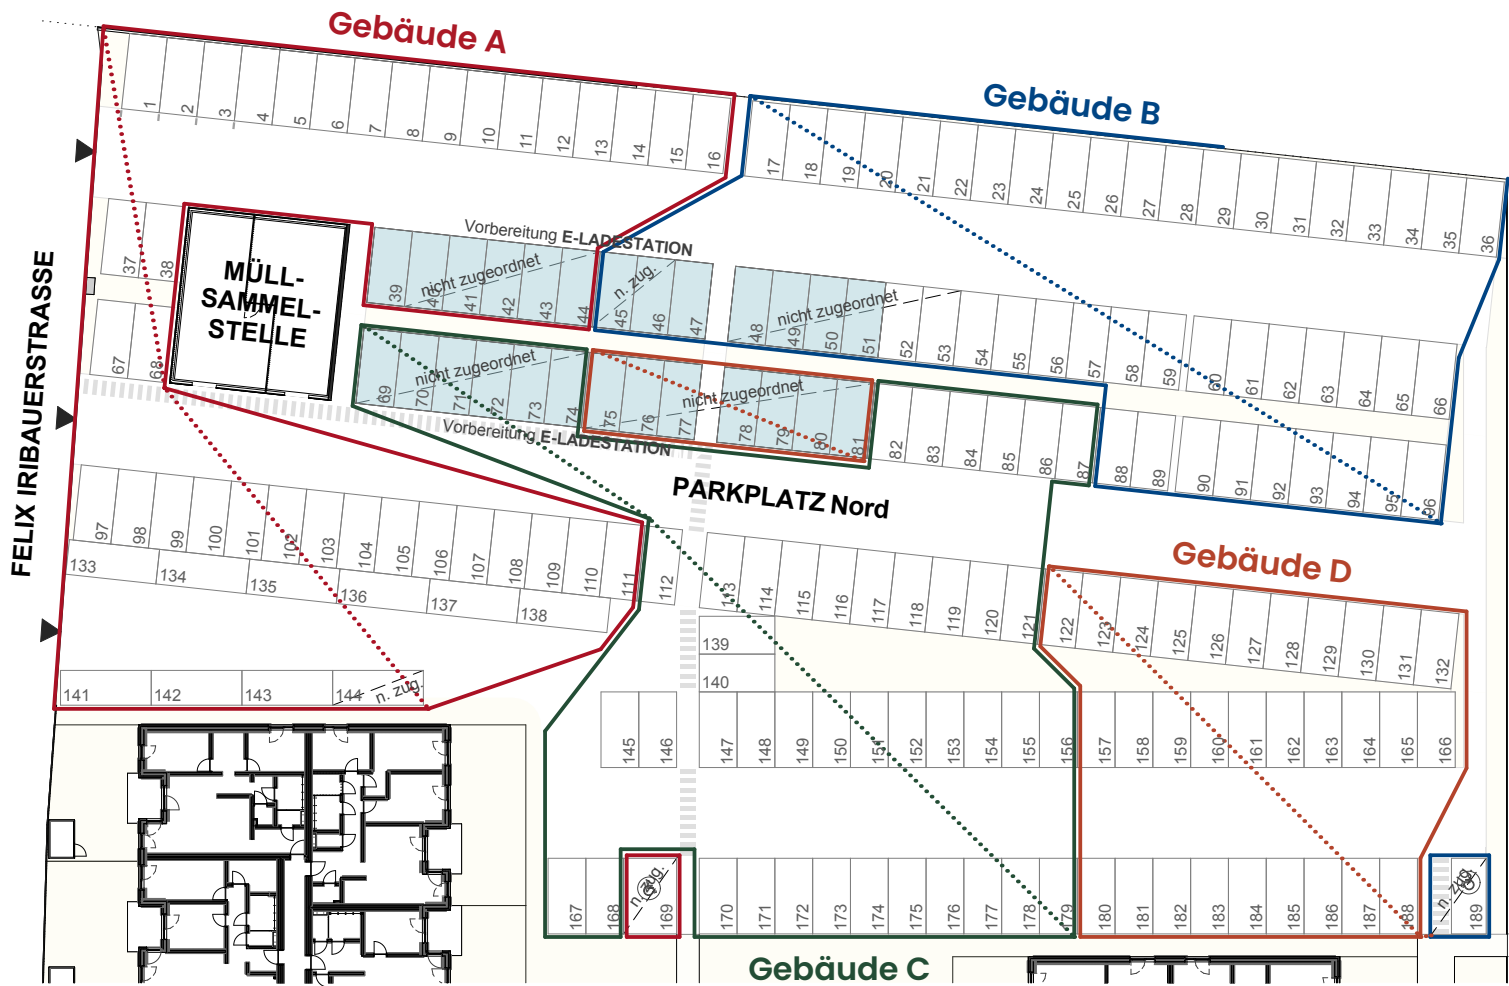 Gebäude A
Gebäude B
1 2 3 4 5 6 7 8 9 10 11 12 13 14 15 16
17 18 19 20 21 22 23 24 25 26 27 28 29 30 31 32 33 34 35 36
Vorbereitung E-LADESTATION
37 38
MÜLL-
SAMMEL-
STELLE
39 40 41 42 43 44
nicht zugeordnet
45 46 47
n. zug.
48 49 50 51
nicht zugeordnet
52 53 54 55 56 57 58 59 60 61 62 63 64 65 66
FELIX IRIBAUERSTRASSE
67 68
69 70 71 72 73 74
nicht zugeordnet
75 76 77 78 79 80 81
nicht zugeordnet
82 83 84 85 86 87 88 89 90 91 92 93 94 95 96
Vorbereitung E-LADESTATION
PARKPLATZ Nord
97 98 99 100 101 102 103 104 105 106 107 108 109 110 111 112
113 114 115 116 117 118 119 120 121
Gebäude D
122 123 124 125 126 127 128 129 130 131 132
133 134 135 136 137 138
139
140
141 142 143 144 n. zug.
145 146 147 148 149 150 151 152 153 154 155 156 157 158 159 160 161 162 163 164 165 166
167 168 169 170 171 172 173 174 175 176 177 178 179 180 181 182 183 184 185 186 187 188 189
n. zug.
n. zug.
Gebäude C